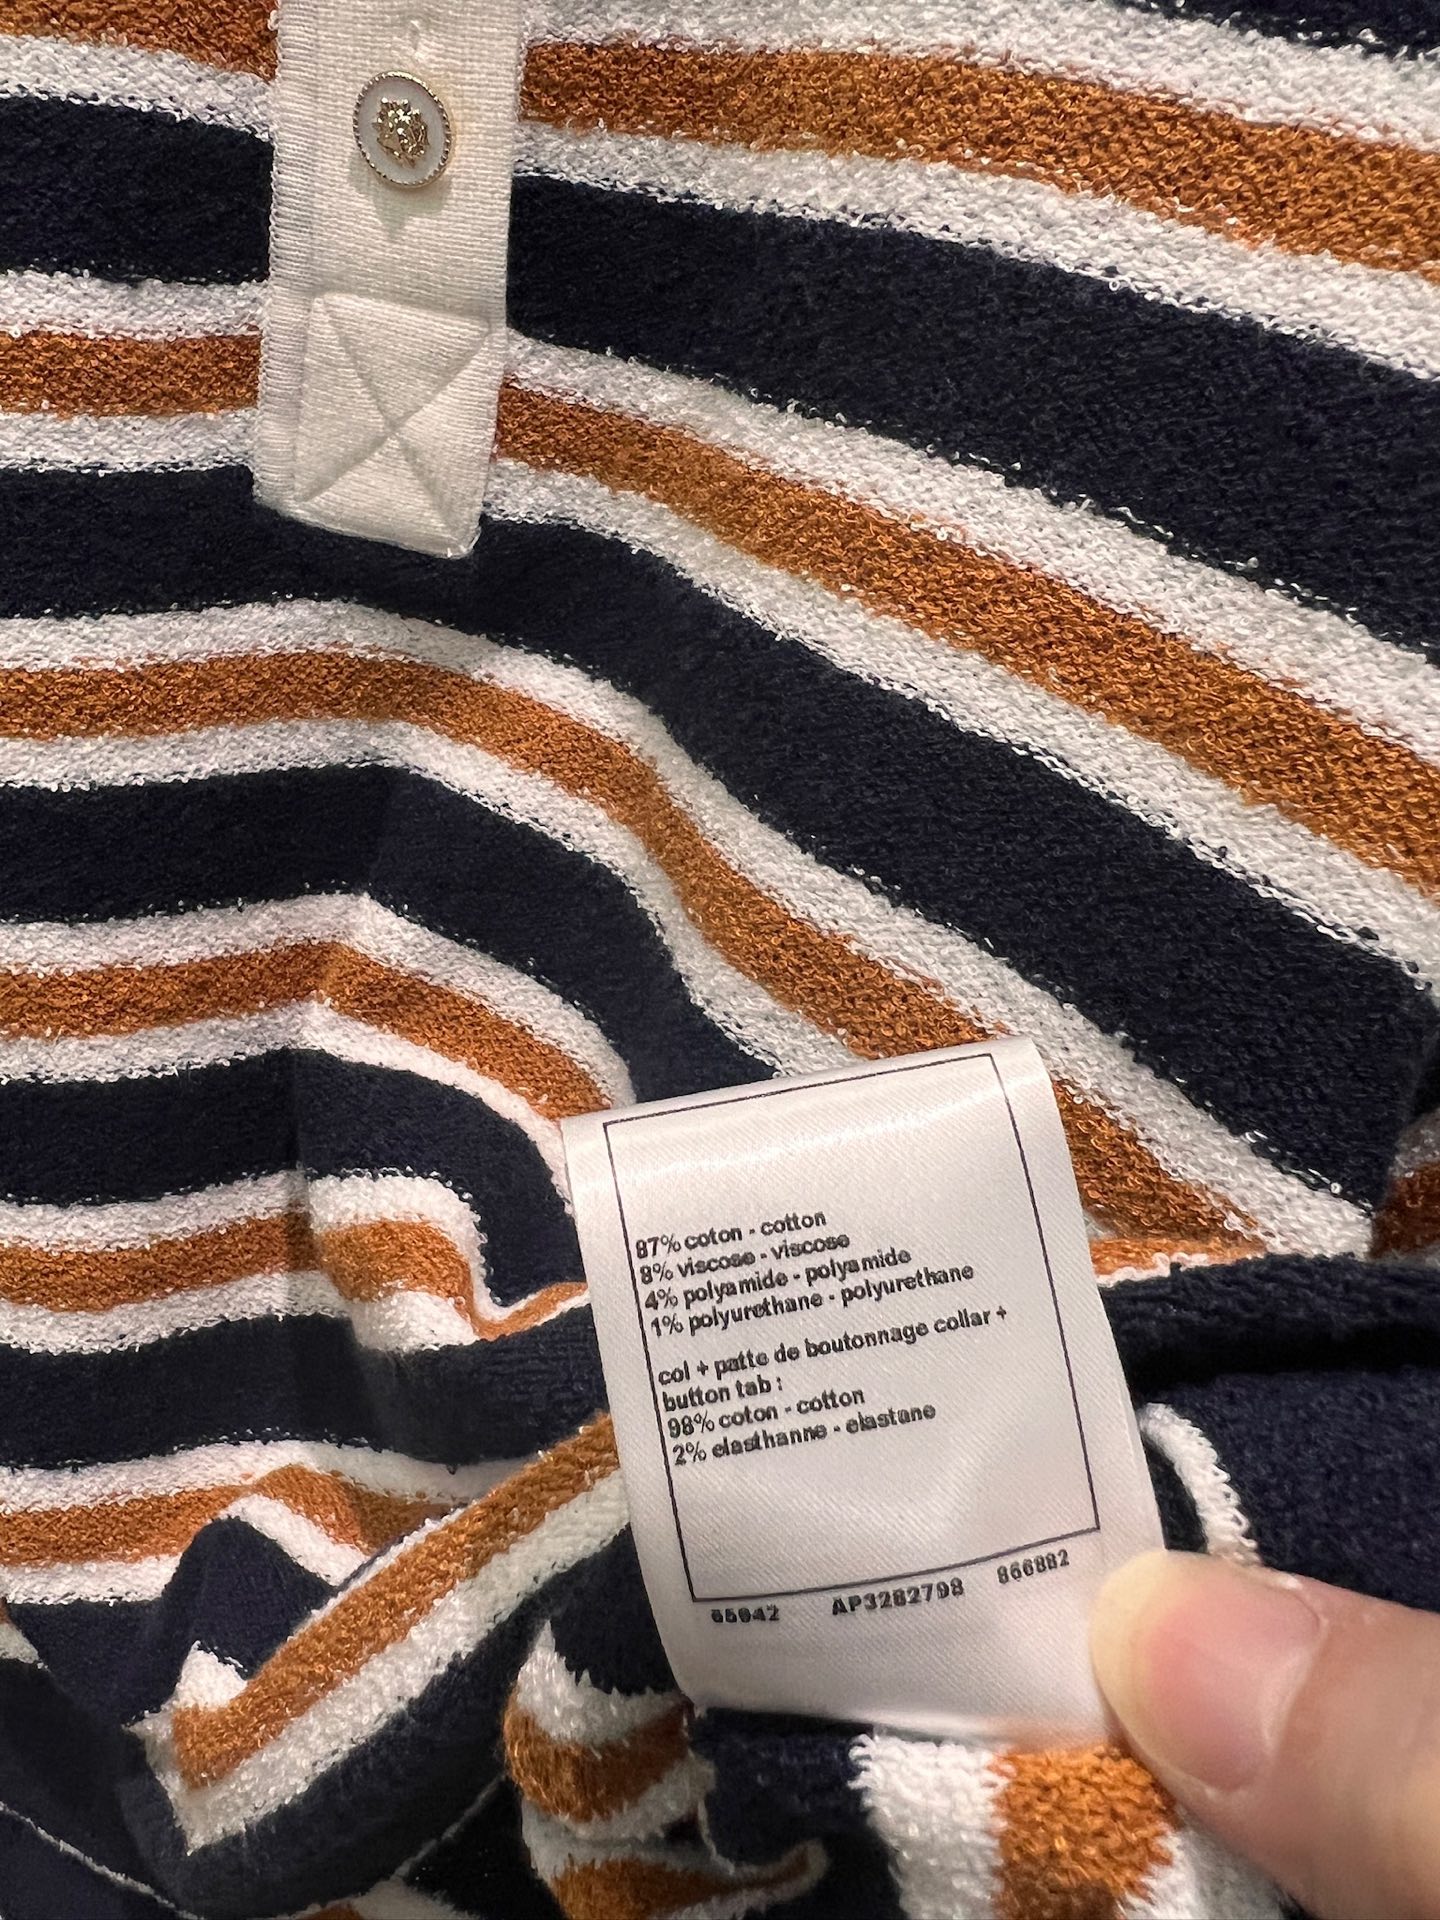 87% coton - cotton
8% viscose - viscose
4% polyamide - polyamide
1% polyurethane - polyurethane
col + patte de boutonnage collar +
button tab :
98% coton - cotton
2% elasthanne - elastane
65042 AP3282798 866882